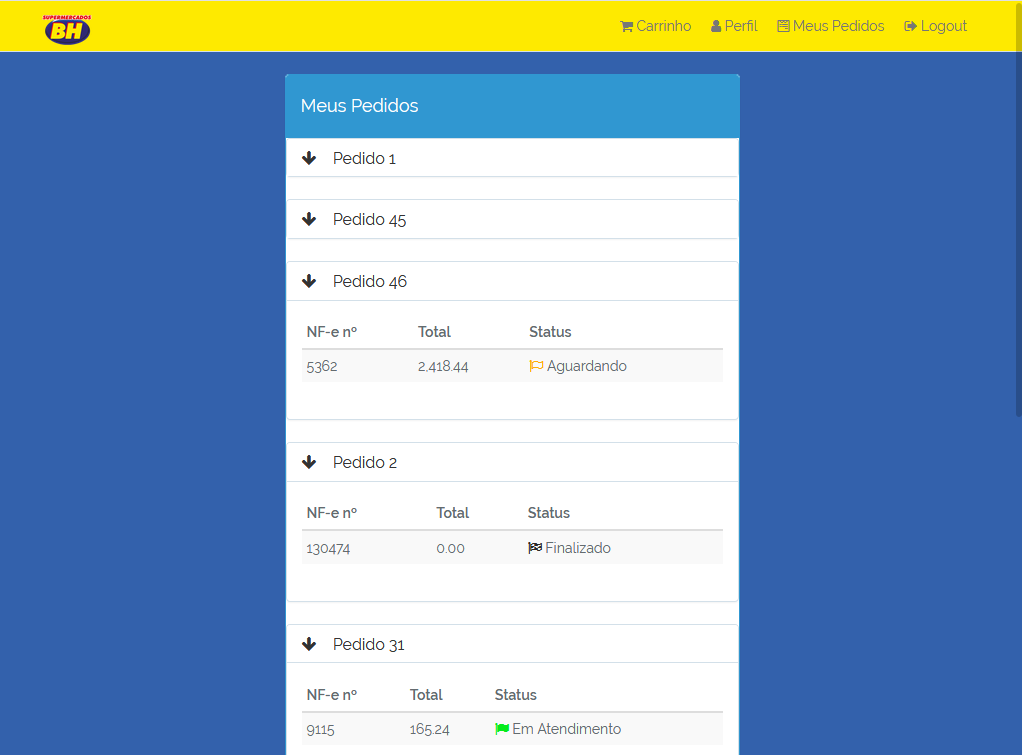 SUPERMERCADOS
BH
Carrinho Perfil Meus Pedidos Logout
Meus Pedidos
Pedido 1
Pedido 45
Pedido 46
NF-e nº Total Status
5362 2,418.44 Aguardando
Pedido 2
NF-e nº Total Status
130474 0.00 Finalizado
Pedido 31
NF-e nº Total Status
9115 165.24 Em Atendimento